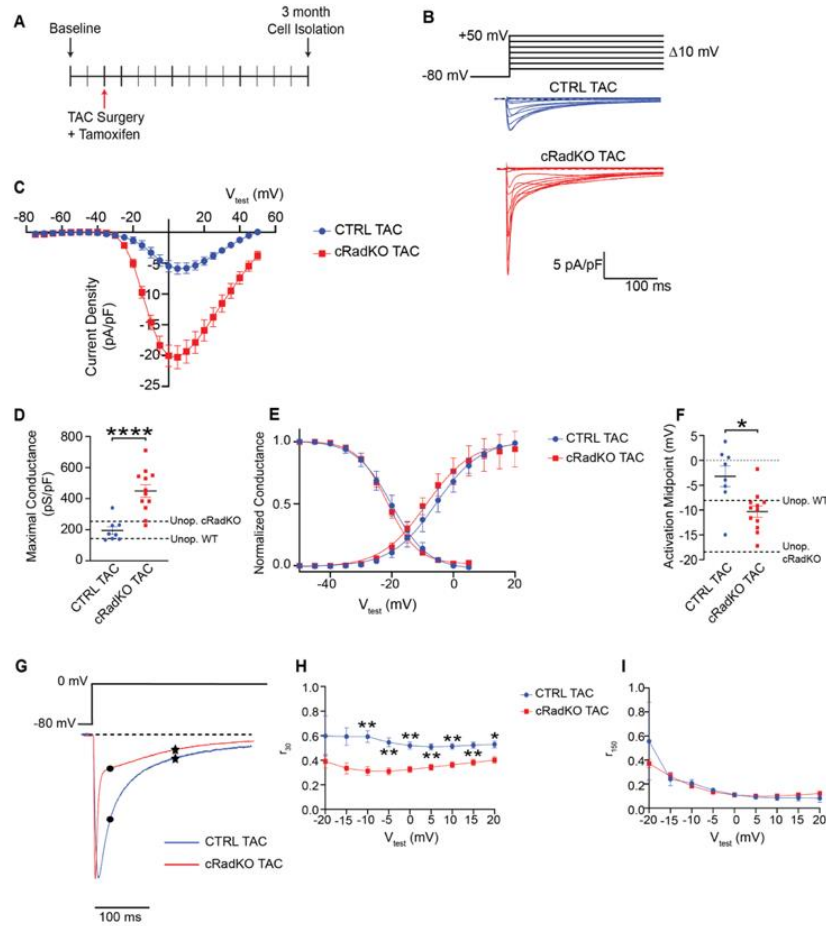 A
Baseline
3 month
Cell Isolation
TAC Surgery
+ Tamoxifen
B
+50 mV
Δ10 mV
-80 mV
CTRL TAC
cRadKO TAC
5 pA/pF
100 ms
C
V_test (mV)
-80 -60 -40 -20 20 40 60
-5
-10
-15
-20
-25
Current Density
(pA/pF)
CTRL TAC
cRadKO TAC
D
****
Maximal Conductance
(pS/pF)
800
600
400
200
0
Unop. cRadKO
Unop. WT
CTRL TAC
cRadKO TAC
E
Normalized Conductance
1.0
0.5
0.0
-40 -20 0 20
V_test (mV)
CTRL TAC
cRadKO TAC
F
*
Activation Midpoint (mV)
5
0
-5
-10
-15
-20
Unop. WT
Unop.
cRadKO
CTRL TAC
cRadKO TAC
G
0 mV
-80 mV
CTRL TAC
cRadKO TAC
100 ms
H
r30
1.0
0.8
0.6
0.4
0.2
0.0
** ** ** ** ** ** *
-20 -15 -10 -5 0 5 10 15 20
V_test (mV)
CTRL TAC
cRadKO TAC
I
r150
1.0
0.8
0.6
0.4
0.2
0.0
-20 -15 -10 -5 0 5 10 15 20
V_test (mV)